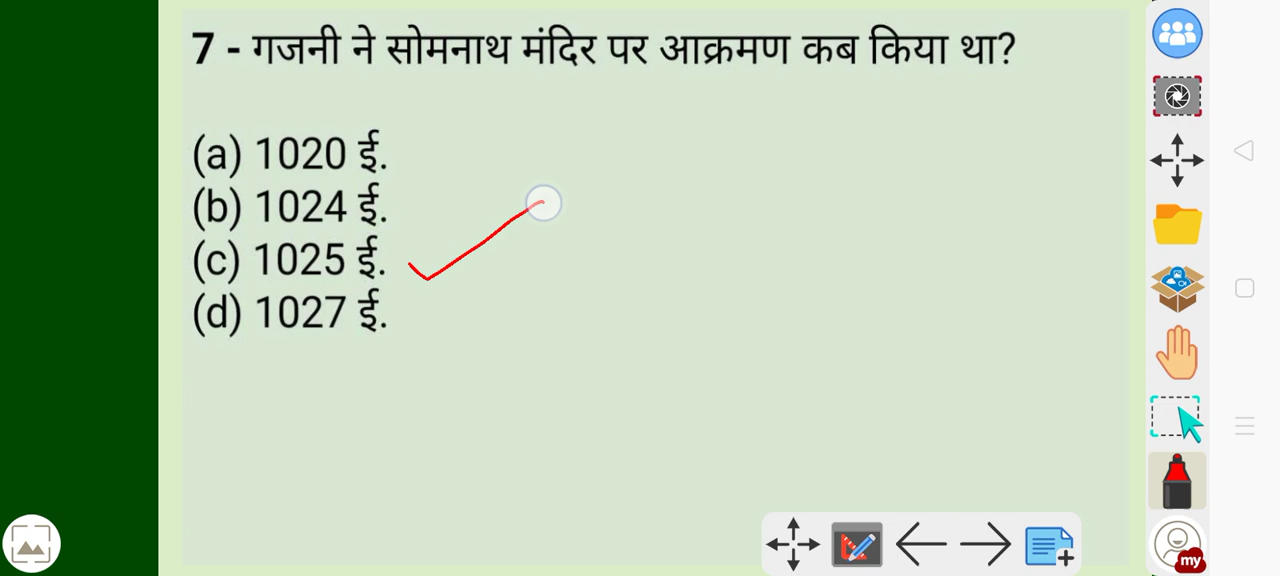 7 - गजनी ने सोमनाथ मंदिर पर आक्रमण कब किया था?
(a) 1020 ई.
(b) 1024 ई.
(c) 1025 ई.
(d) 1027 ई.
my